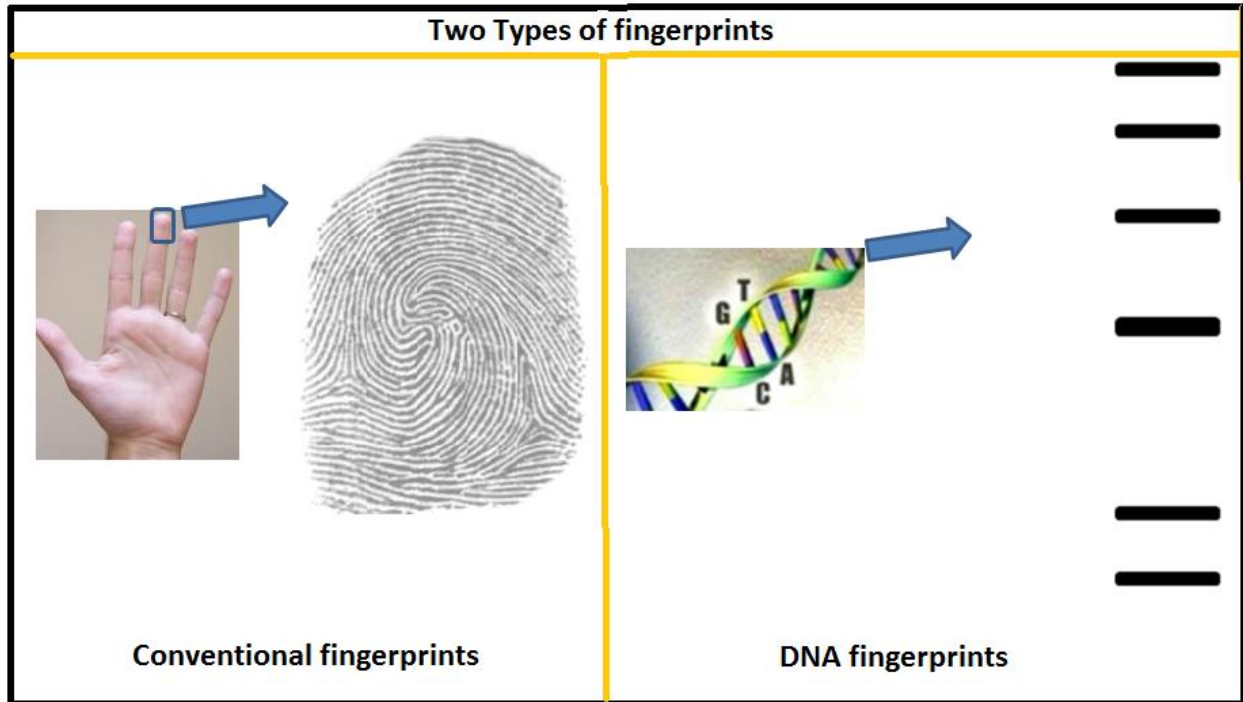 Two Types of fingerprints
T
G
A
C
Conventional fingerprints
DNA fingerprints